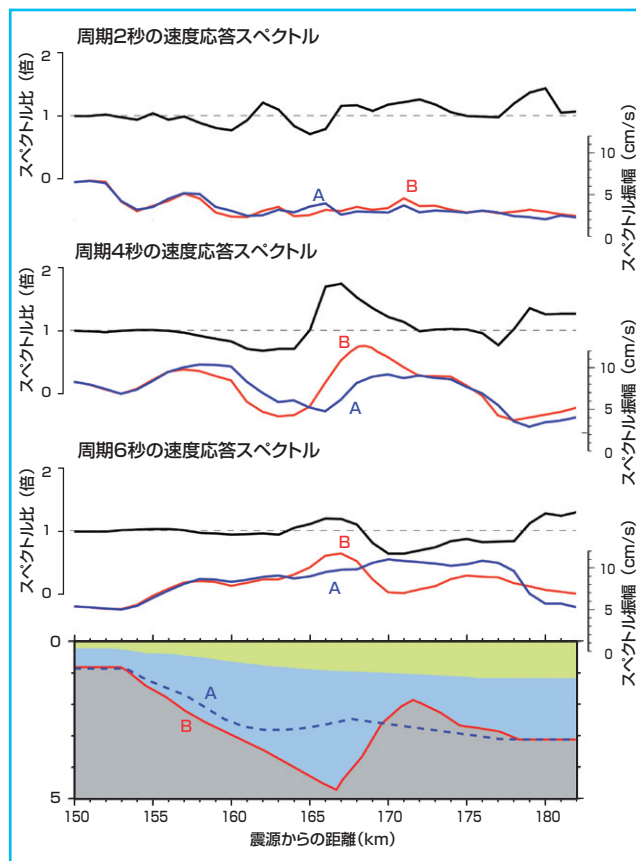 周期2秒の速度応答スペクトル
2
1
0
スペクトル比（倍）
10
5
0
スペクトル振幅（cm/s）
A
B
周期4秒の速度応答スペクトル
2
1
0
スペクトル比（倍）
10
5
0
スペクトル振幅（cm/s）
B
A
周期6秒の速度応答スペクトル
2
1
0
スペクトル比（倍）
10
5
0
スペクトル振幅（cm/s）
B
A
0
5
A
B
150 155 160 165 170 175 180
震源からの距離（km）